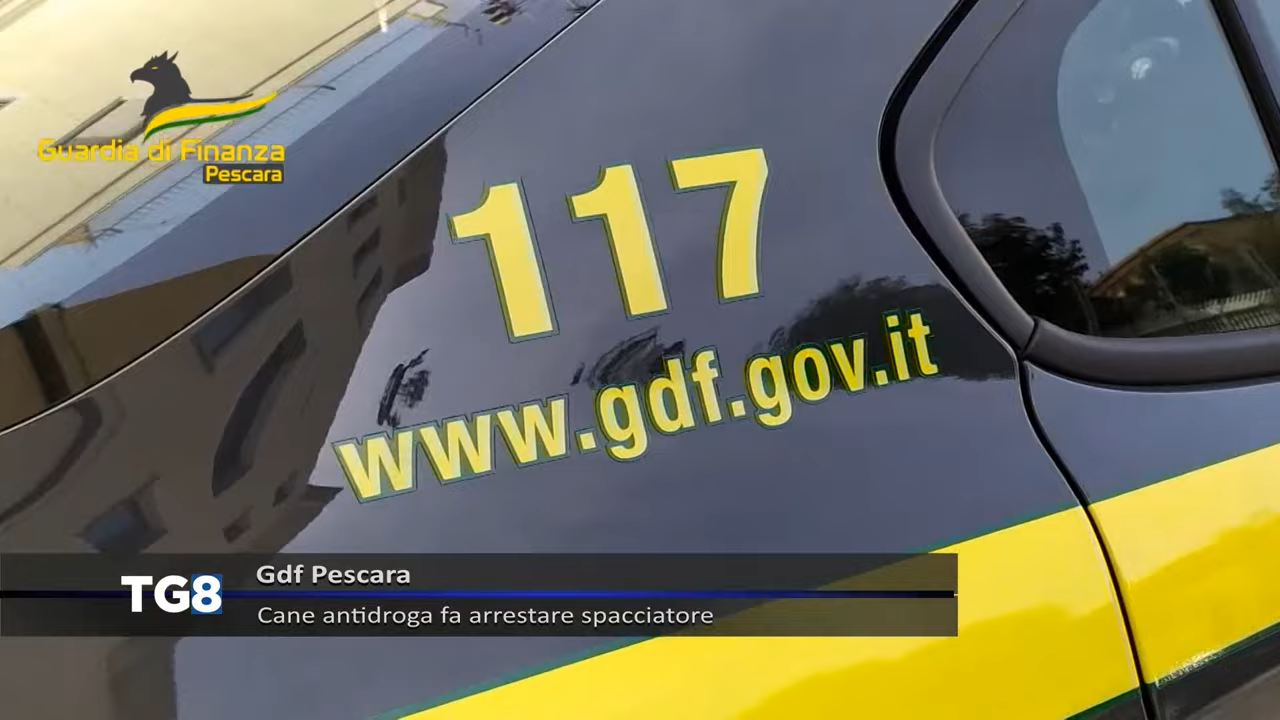 Guardia di Finanza
Pescara
117
www.gdf.gov.it
TG8
Gdf Pescara
Cane antidroga fa arrestare spacciatore